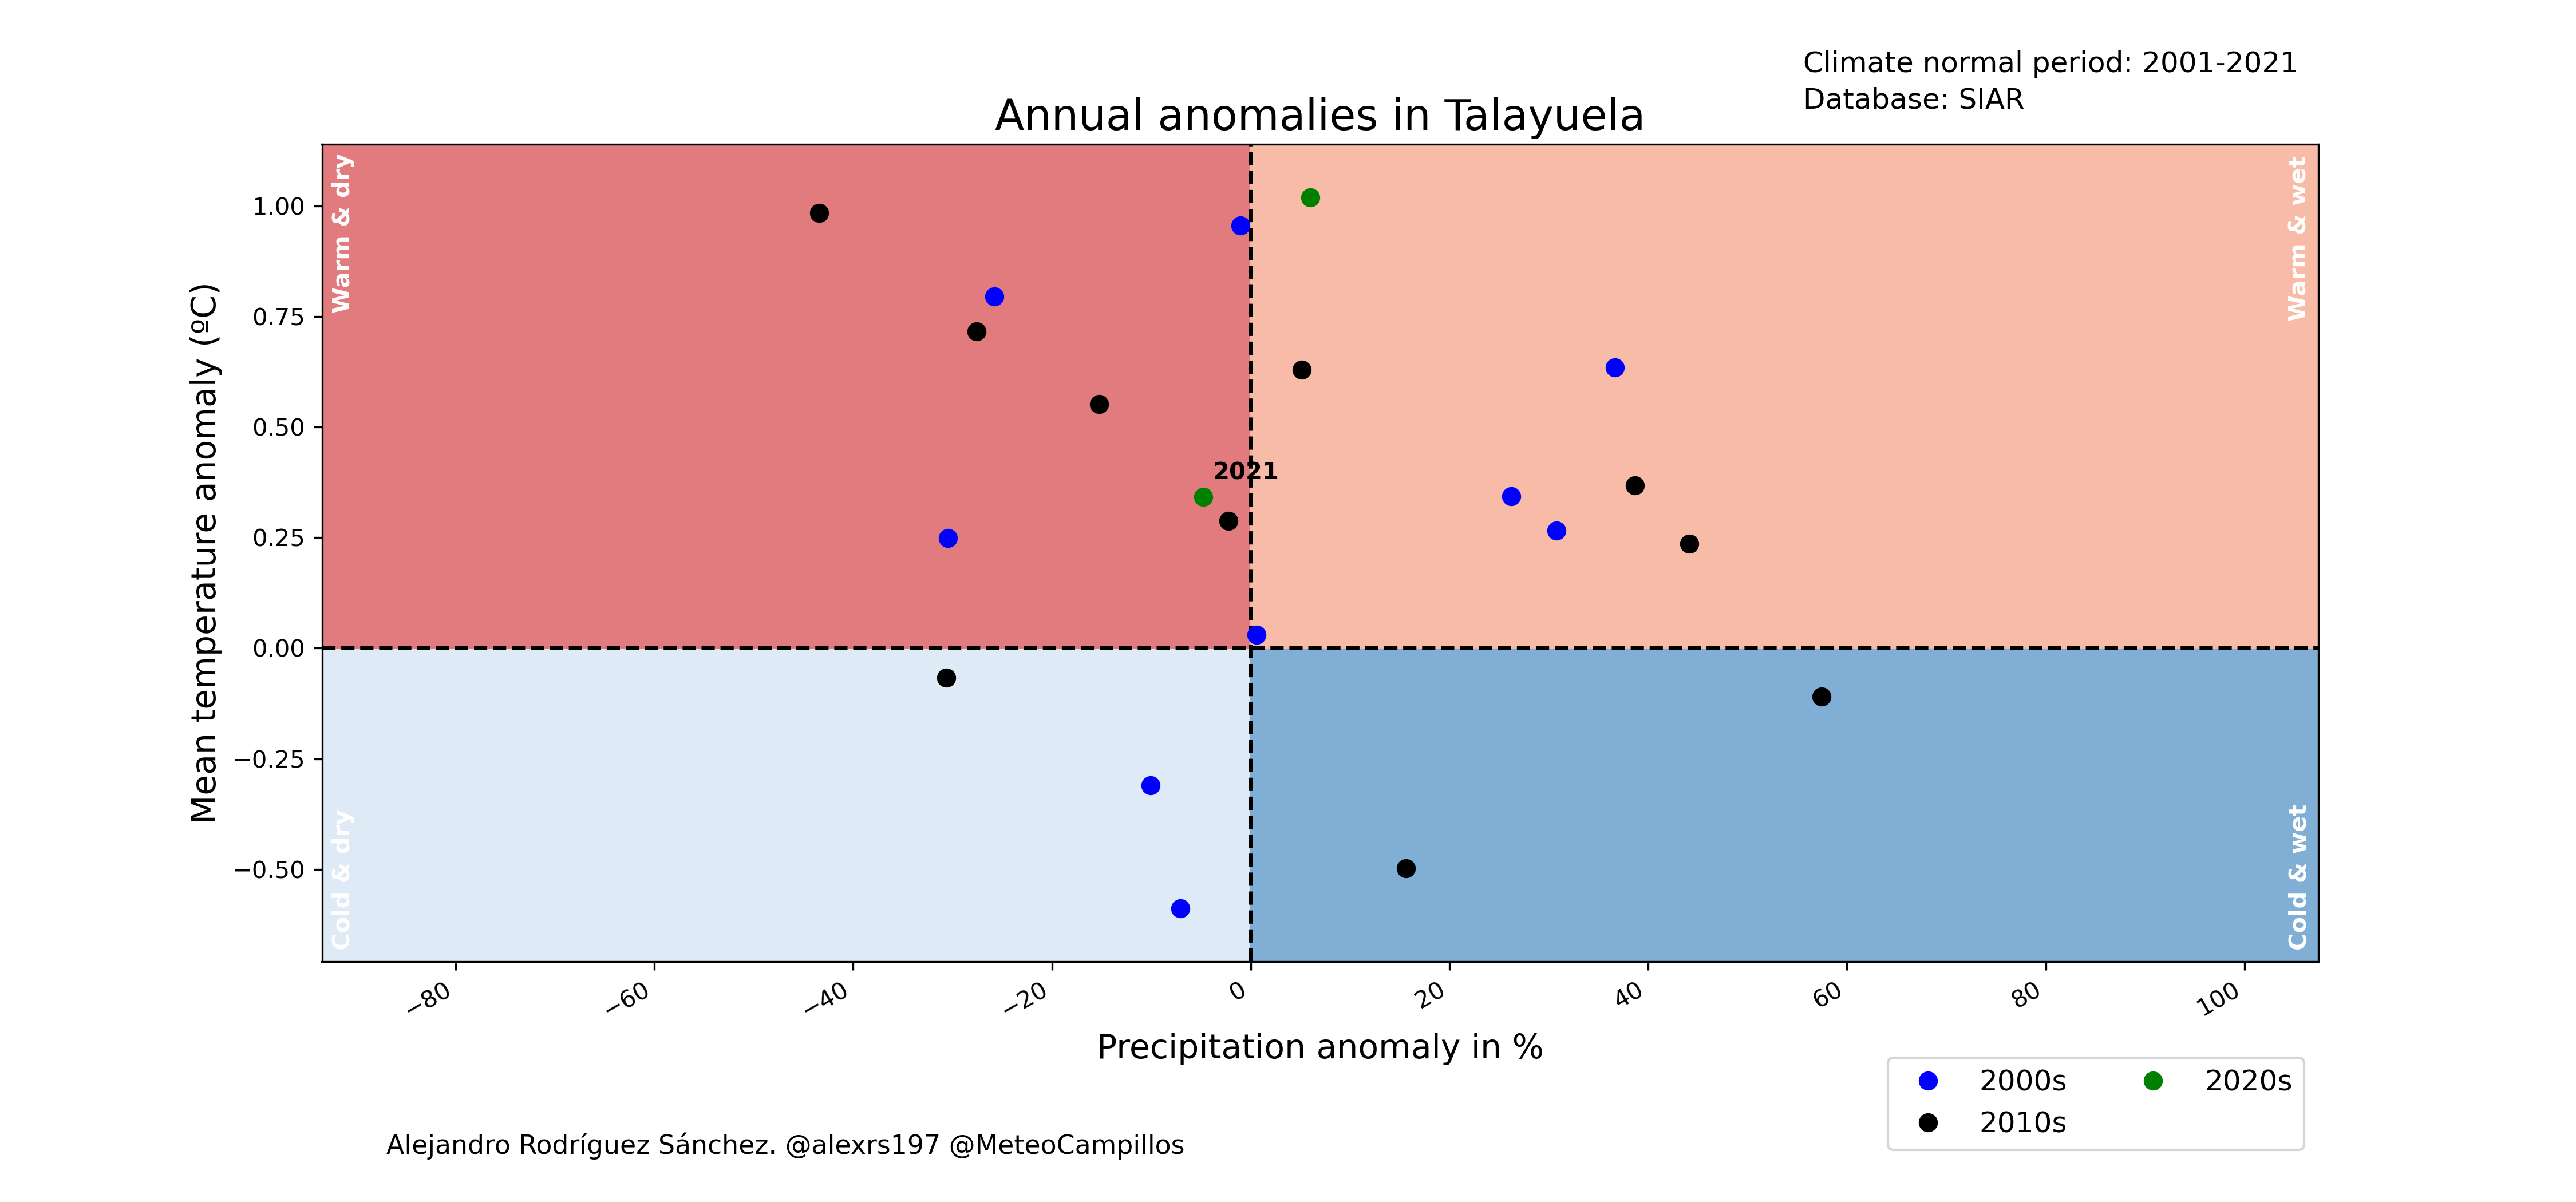 Climate normal period: 2001-2021
Database: SIAR
Annual anomalies in Talayuela
Warm & dry
Warm & wet
1.00
0.75
0.50
0.25
0.00
−0.25
−0.50
Mean temperature anomaly (ºC)
2021
Cold & dry
Cold & wet
−80
−60
−40
−20
0
20
40
60
80
100
Precipitation anomaly in %
2000s
2020s
2010s
Alejandro Rodríguez Sánchez. @alexrs197 @MeteoCampillos